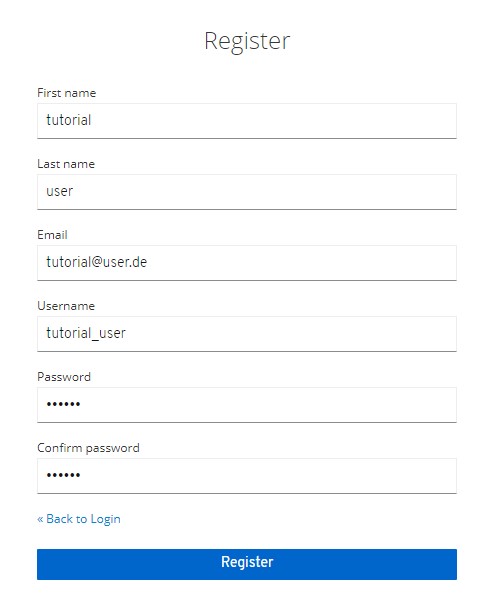 Register
First name
tutorial
Last name
user
Email
tutorial@user.de
Username
tutorial_user
Password
••••••
Confirm password
••••••
« Back to Login
Register